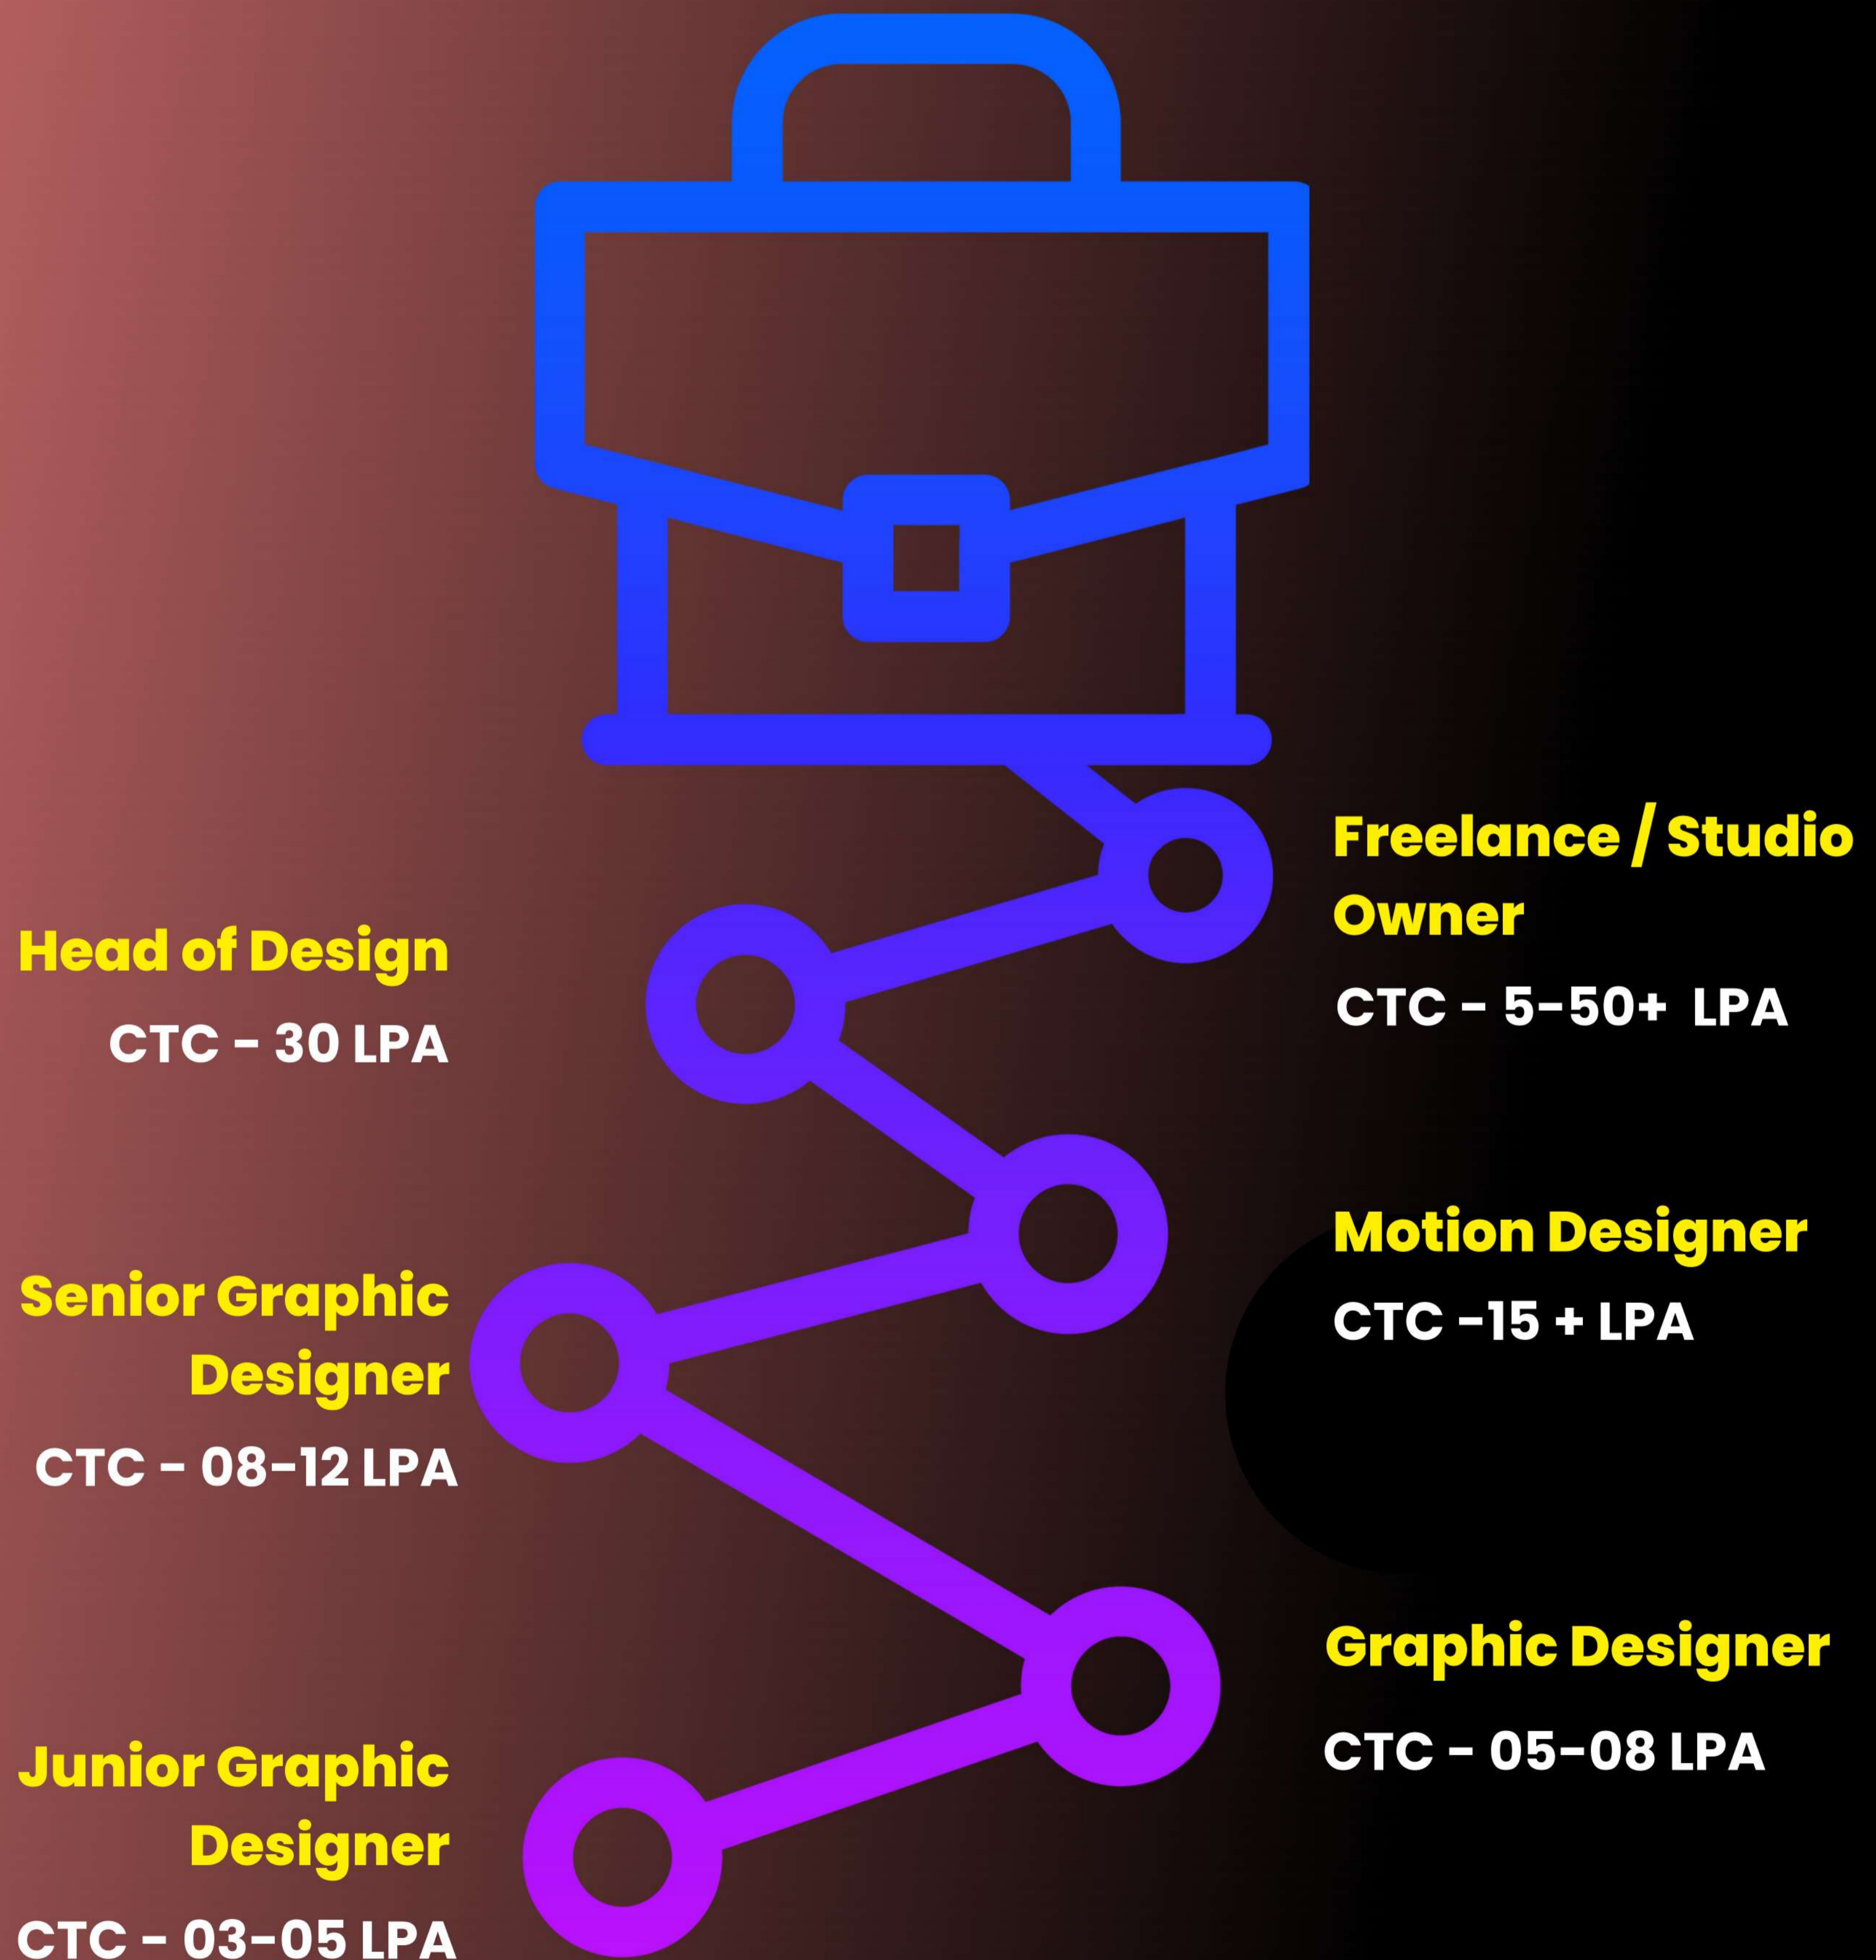 Freelance / Studio
Owner
CTC - 5-50+ LPA
Head of Design
CTC - 30 LPA
Motion Designer
CTC -15 + LPA
Senior Graphic
Designer
CTC - 08-12 LPA
Graphic Designer
CTC - 05-08 LPA
Junior Graphic
Designer
CTC - 03-05 LPA